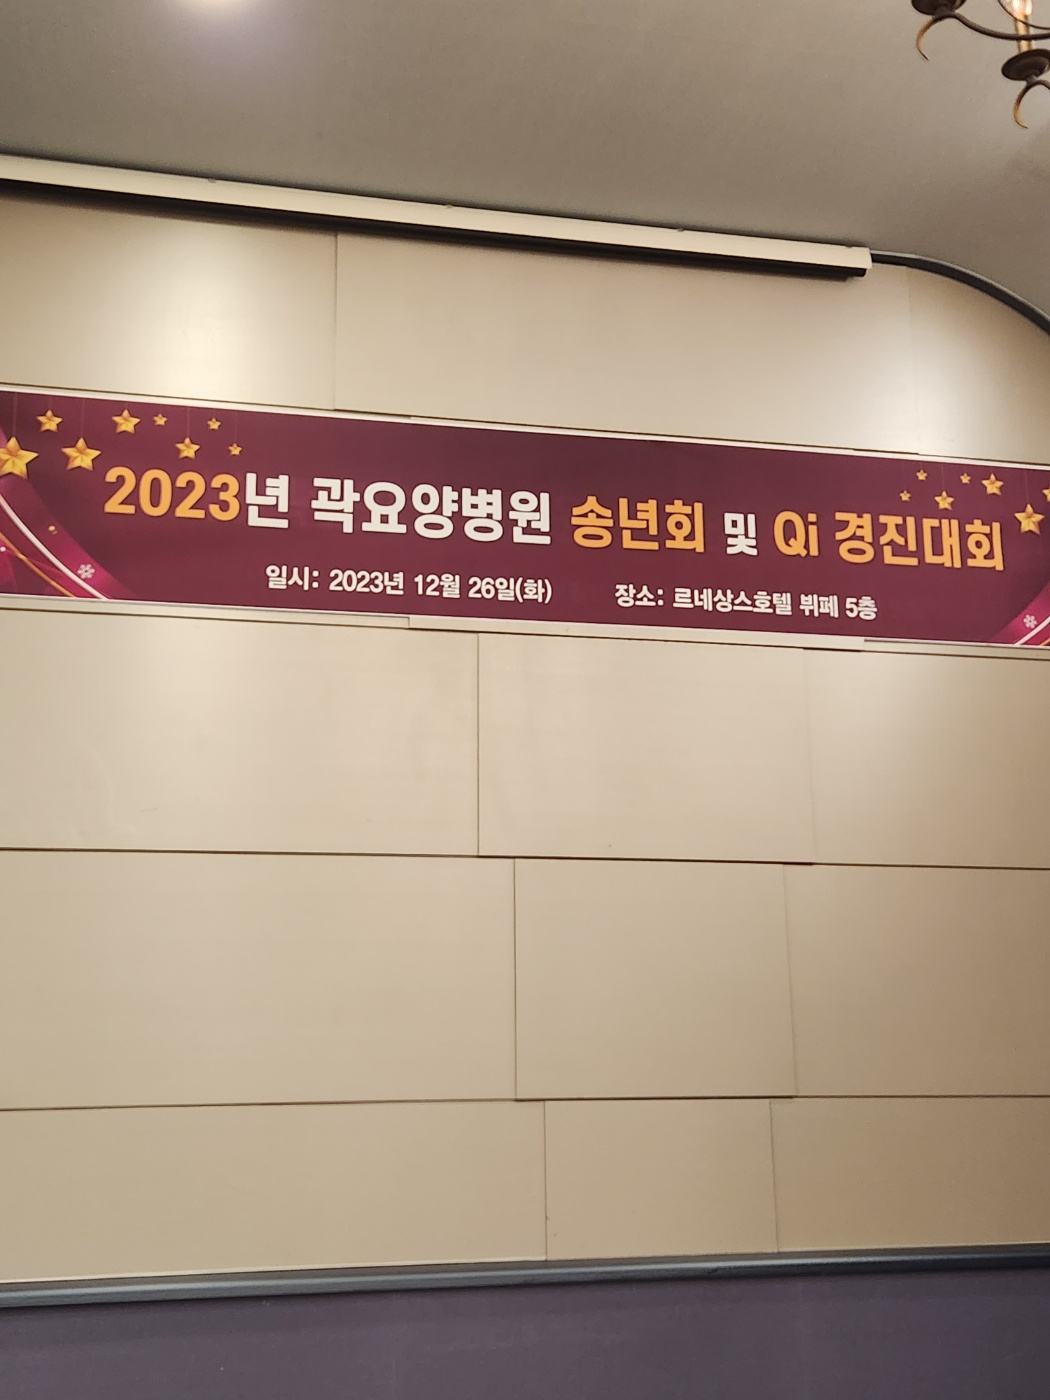 2023년 곽요양병원 송년회 및 Qi 경진대회
일시: 2023년 12월 26일(화) 장소: 르네상스호텔 뷔페 5층